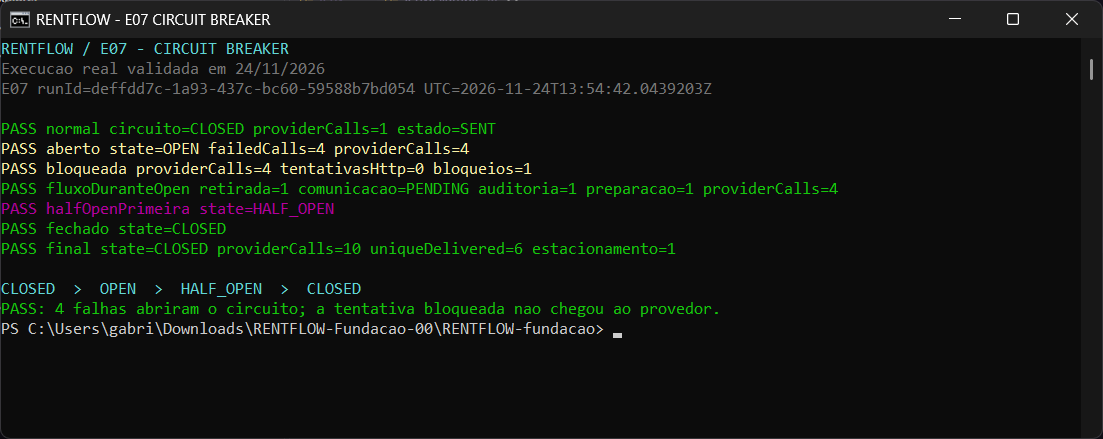 RENTFLOW - E07 CIRCUIT BREAKER
RENTFLOW / E07 - CIRCUIT BREAKER
Execucao real validada em 24/11/2026
E07 runId=deffdd7c-1a93-437c-bc60-59588b7bd054 UTC=2026-11-24T13:54:42.0439203Z
PASS normal circuito=CLOSED providerCalls=1 estado=SENT
PASS aberto state=OPEN failedCalls=4 providerCalls=4
PASS bloqueada providerCalls=4 tentativasHttp=0 bloqueios=1
PASS fluxoDuranteOpen retirada=1 comunicacao=PENDING auditoria=1 preparacao=1 providerCalls=4
PASS halfOpenPrimeira state=HALF_OPEN
PASS fechado state=CLOSED
PASS final state=CLOSED providerCalls=10 uniqueDelivered=6 estacionamento=1
CLOSED  >  OPEN  >  HALF_OPEN  >  CLOSED
PASS: 4 falhas abriram o circuito; a tentativa bloqueada nao chegou ao provedor.
PS C:\Users\gabri\Downloads\RENTFLOW-Fundacao-00\RENTFLOW-fundacao>